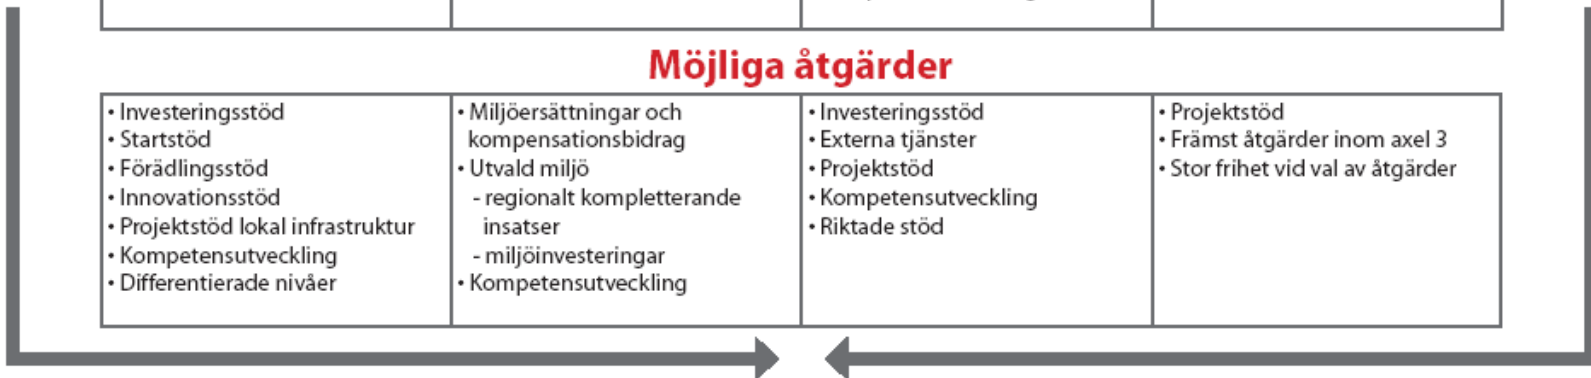 Möjliga åtgärder
• Investeringsstöd
• Startstöd
• Förädlingsstöd
• Innovationsstöd
• Projektstöd lokal infrastruktur
• Kompetensutveckling
• Differentierade nivåer
• Miljöersättningar och
kompensationsbidrag
• Utvald miljö
- regionalt kompletterande
insatser
- miljöinvesteringar
• Kompetensutveckling
• Investeringsstöd
• Externa tjänster
• Projektstöd
• Kompetensutveckling
• Riktade stöd
• Projektstöd
• Främst åtgärder inom axel 3
• Stor frihet vid val av åtgärder